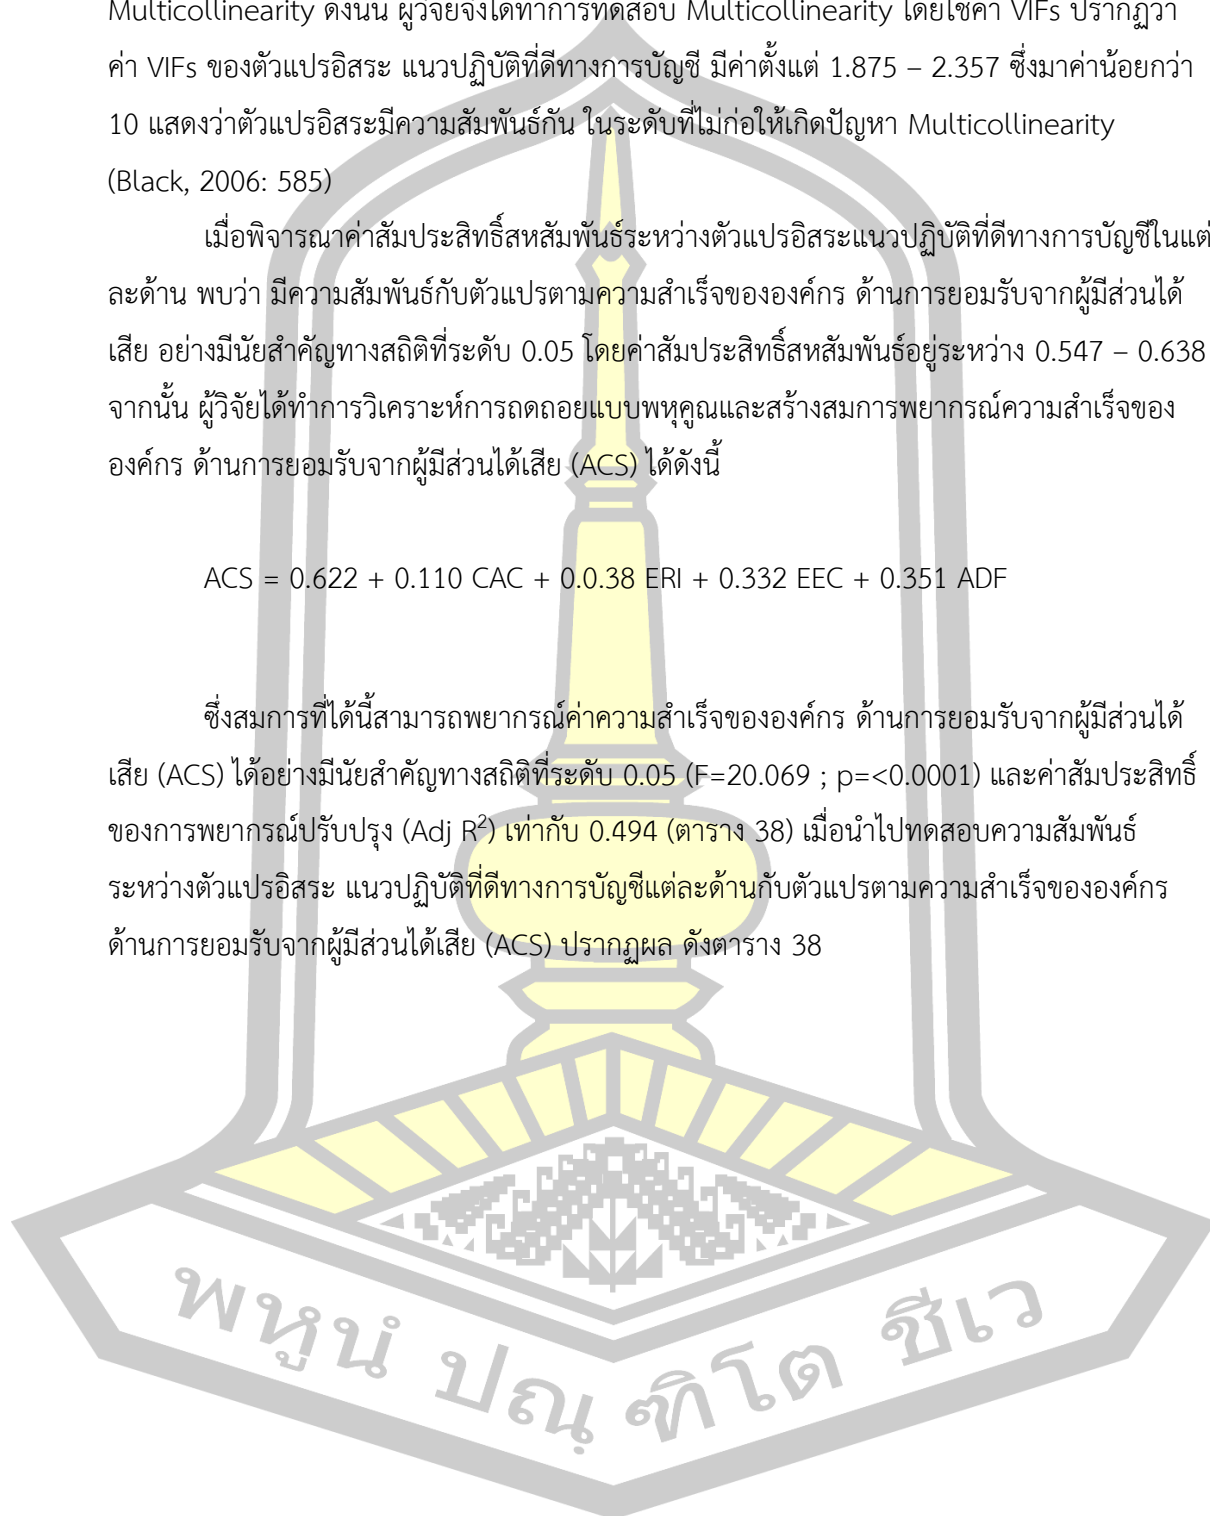 Multicollinearity ดังนั้น ผู้วิจัยจึงได้ทำการทดสอบ Multicollinearity โดยใช้ค่า VIFs ปรากฏว่า
ค่า VIFs ของตัวแปรอิสระ แนวปฏิบัติที่ดีทางการบัญชี มีค่าตั้งแต่ 1.875 – 2.357 ซึ่งมาค่าน้อยกว่า
10 แสดงว่าตัวแปรอิสระมีความสัมพันธ์กัน ในระดับที่ไม่ก่อให้เกิดปัญหา Multicollinearity
(Black, 2006: 585)
เมื่อพิจารณาค่าสัมประสิทธิ์สหสัมพันธ์ระหว่างตัวแปรอิสระแนวปฏิบัติที่ดีทางการบัญชีในแต่
ละด้าน พบว่า มีความสัมพันธ์กับตัวแปรตามความสำเร็จขององค์กร ด้านการยอมรับจากผู้มีส่วนได้
เสีย อย่างมีนัยสำคัญทางสถิติที่ระดับ 0.05 โดยค่าสัมประสิทธิ์สหสัมพันธ์อยู่ระหว่าง 0.547 – 0.638
จากนั้น ผู้วิจัยได้ทำการวิเคราะห์การถดถอยแบบพหุคูณและสร้างสมการพยากรณ์ความสำเร็จของ
องค์กร ด้านการยอมรับจากผู้มีส่วนได้เสีย (ACS) ได้ดังนี้
ACS = 0.622 + 0.110 CAC + 0.0.38 ERI + 0.332 EEC + 0.351 ADF
ซึ่งสมการที่ได้นี้สามารถพยากรณ์ค่าความสำเร็จขององค์กร ด้านการยอมรับจากผู้มีส่วนได้
เสีย (ACS) ได้อย่างมีนัยสำคัญทางสถิติที่ระดับ 0.05 (F=20.069 ; p=<0.0001) และค่าสัมประสิทธิ์
ของการพยากรณ์ปรับปรุง (Adj R²) เท่ากับ 0.494 (ตาราง 38) เมื่อนำไปทดสอบความสัมพันธ์
ระหว่างตัวแปรอิสระ แนวปฏิบัติที่ดีทางการบัญชีแต่ละด้านกับตัวแปรตามความสำเร็จขององค์กร
ด้านการยอมรับจากผู้มีส่วนได้เสีย (ACS) ปรากฏผล ดังตาราง 38
พหูนํ ปณฺฑิโต ชีเว